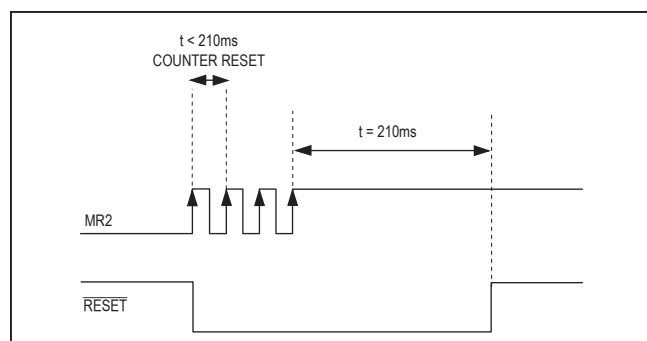 t < 210ms
COUNTER RESET
t = 210ms
MR2
RESET